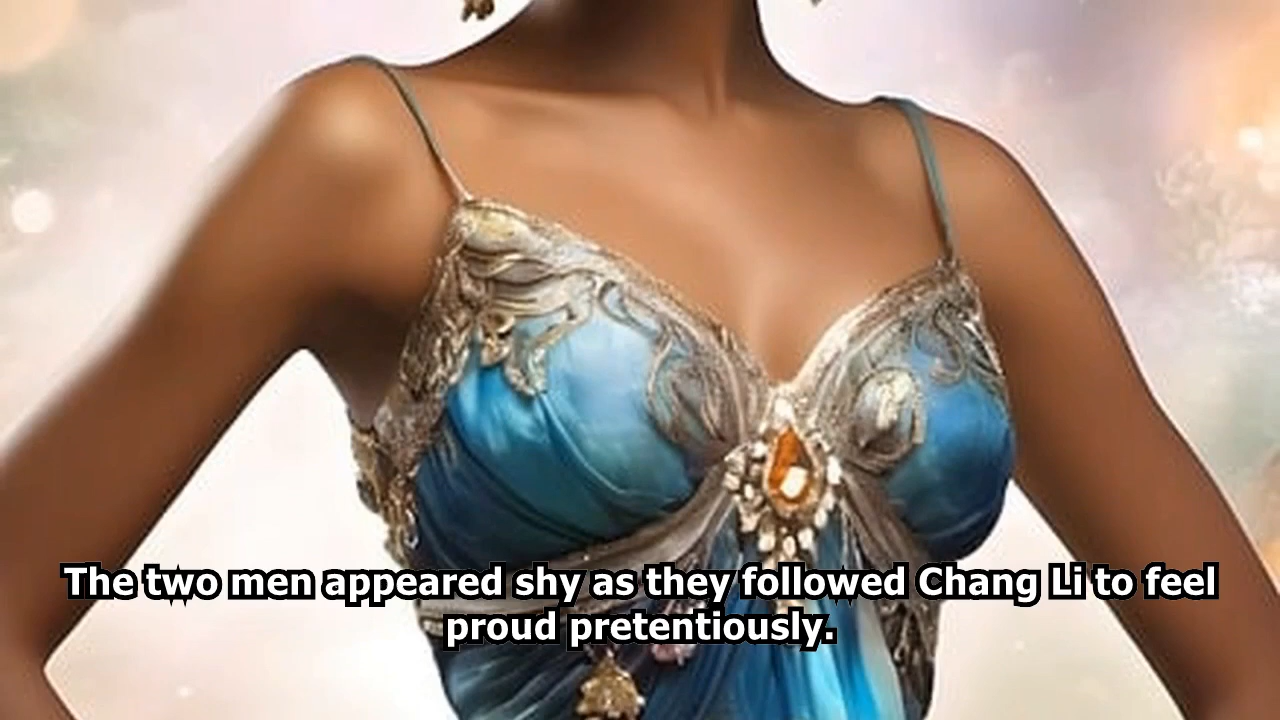 The two men appeared shy as they followed Chang Li to feel
proud pretentiously.